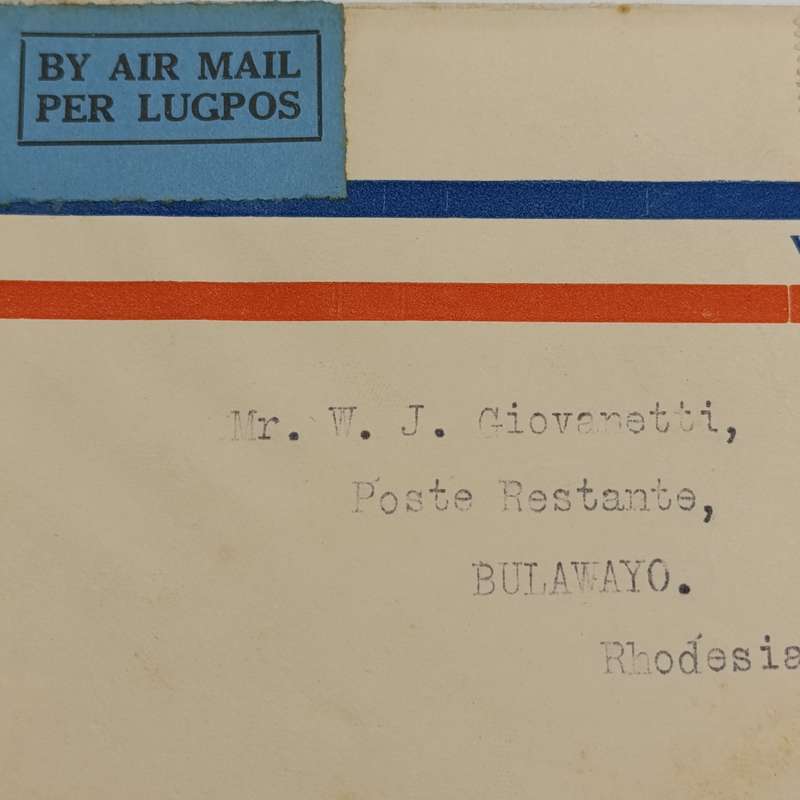 BY AIR MAIL
PER LUGPOS
Mr. W. J. Giovanetti,
Poste Restante,
BULAWAYO.
Rhodesia